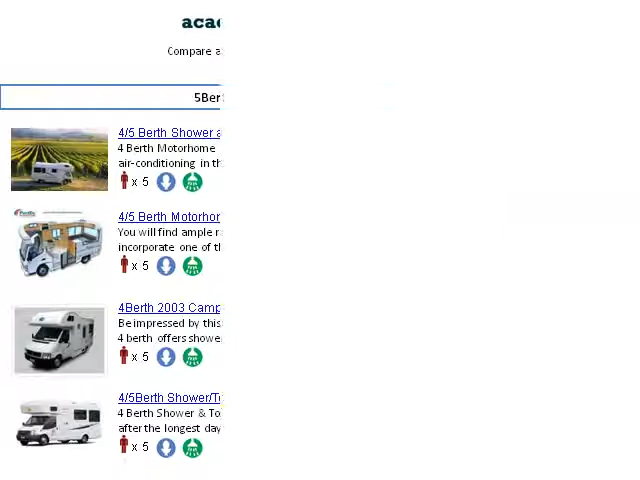 acac
Compare a
5Ber
4/5 Berth Shower a
4 Berth Motorhome
air-conditioning in th
x 5
4/5 Berth Motorhor
You will find ample r
incorporate one of th
x 5
4Berth 2003 Camp
Be impressed by this
4 berth offers showe
x 5
4/5Berth Shower/To
4 Berth Shower & To
after the longest day
x 5